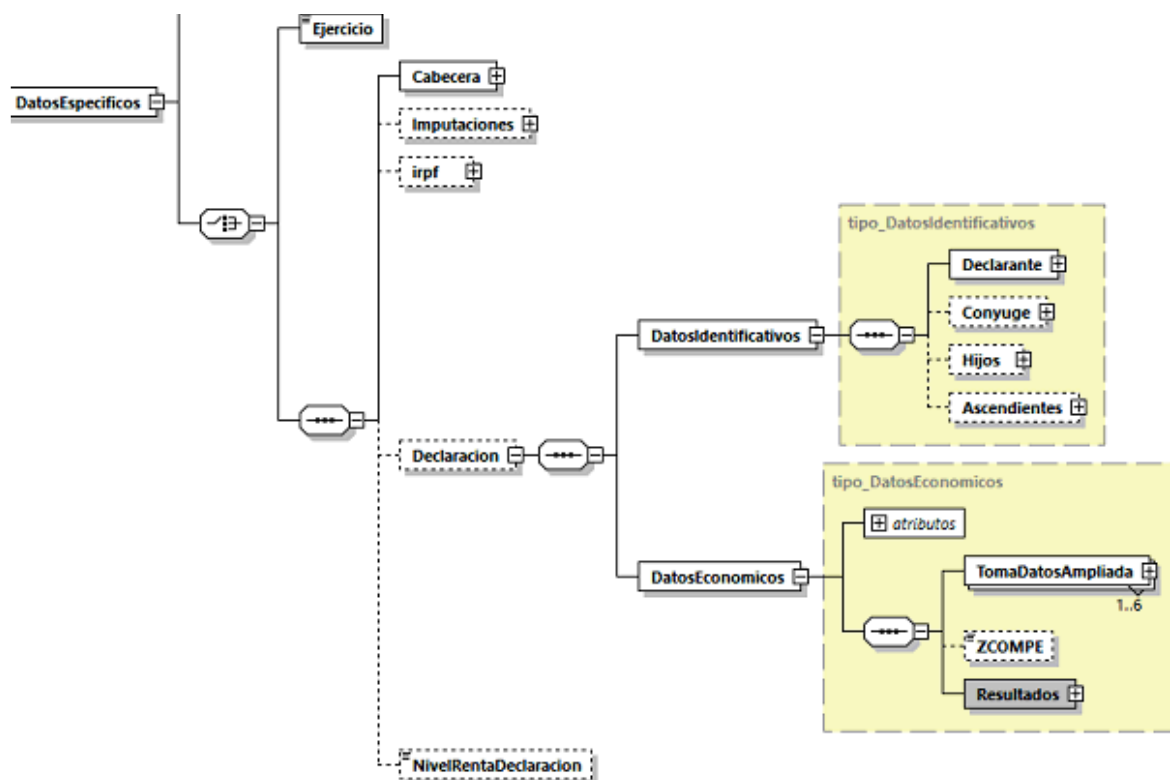 Ejercicio
Cabecera
DatosEspecificos
Imputaciones
irpf
tipo_DatosIdentificativos
Declarante
Conyuge
DatosIdentificativos
Hijos
Ascendientes
Declaracion
tipo_DatosEconomicos
atributos
DatosEconomicos
TomaDatosAmpliada
1..6
ZCOMPE
Resultados
NivelRentaDeclaracion